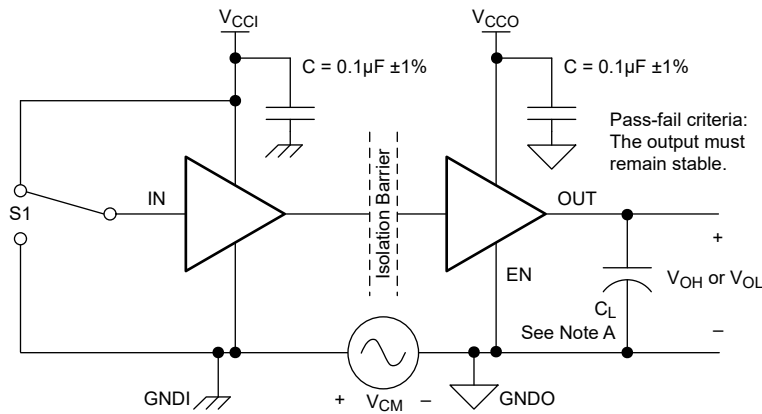 V_CCI
V_CCO
C = 0.1µF ±1%
C = 0.1µF ±1%
Pass-fail criteria:
The output must
remain stable.
Isolation Barrier
IN
OUT
S1
EN
+
V_OH or V_OL
C_L
See Note A
–
GNDI
+ V_CM –
GNDO